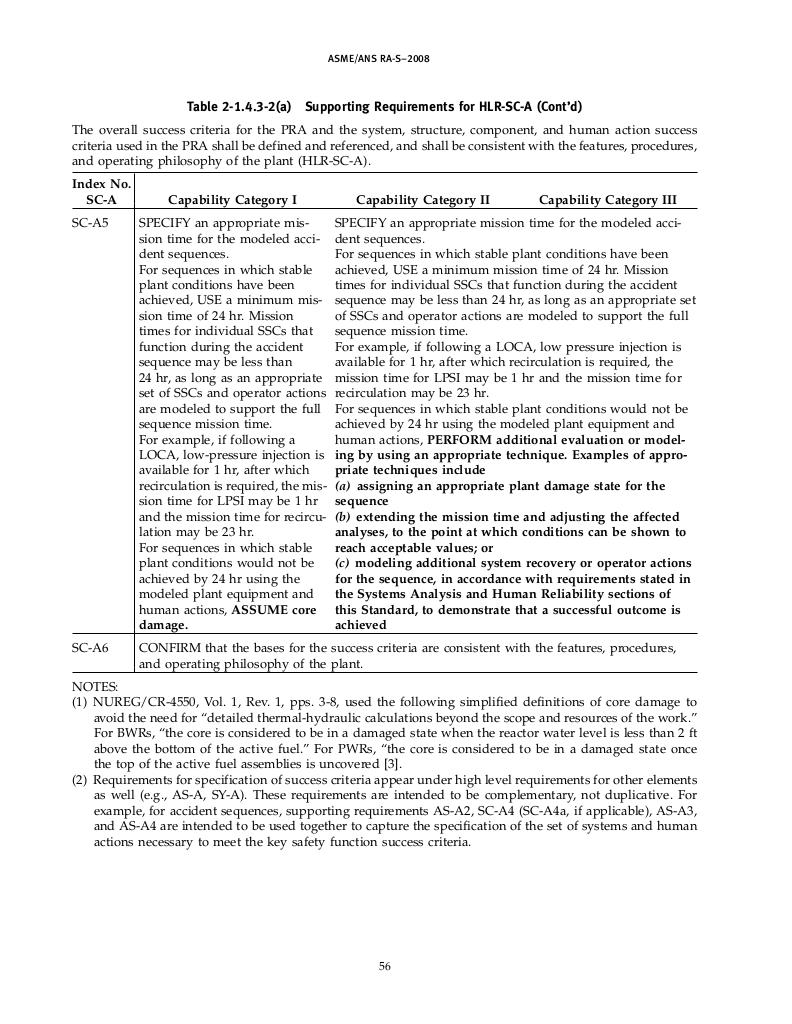 ASME/ANS RA-S–2008
Table 2-1.4.3-2(a) Supporting Requirements for HLR-SC-A (Cont'd)
The overall success criteria for the PRA and the system, structure, component, and human action success
criteria used in the PRA shall be defined and referenced, and shall be consistent with the features, procedures,
and operating philosophy of the plant (HLR-SC-A).
Index No.
SC-A
Capability Category I
Capability Category II
Capability Category III
SC-A5
SPECIFY an appropriate mis-
sion time for the modeled acci-
dent sequences.
For sequences in which stable
plant conditions have been
achieved, USE a minimum mis-
sion time of 24 hr. Mission
times for individual SSCs that
function during the accident
sequence may be less than
24 hr, as long as an appropriate
set of SSCs and operator actions
are modeled to support the full
sequence mission time.
For example, if following a
LOCA, low-pressure injection is
available for 1 hr, after which
recirculation is required, the mis-
sion time for LPSI may be 1 hr
and the mission time for recircu-
lation may be 23 hr.
For sequences in which stable
plant conditions would not be
achieved by 24 hr using the
modeled plant equipment and
human actions, ASSUME core
damage.
SPECIFY an appropriate mission time for the modeled acci-
dent sequences.
For sequences in which stable plant conditions have been
achieved, USE a minimum mission time of 24 hr. Mission
times for individual SSCs that function during the accident
sequence may be less than 24 hr, as long as an appropriate set
of SSCs and operator actions are modeled to support the full
sequence mission time.
For example, if following a LOCA, low pressure injection is
available for 1 hr, after which recirculation is required, the
mission time for LPSI may be 1 hr and the mission time for
recirculation may be 23 hr.
For sequences in which stable plant conditions would not be
achieved by 24 hr using the modeled plant equipment and
human actions, PERFORM additional evaluation or model-
ing by using an appropriate technique. Examples of appro-
priate techniques include
(a) assigning an appropriate plant damage state for the
sequence
(b) extending the mission time and adjusting the affected
analyses, to the point at which conditions can be shown to
reach acceptable values; or
(c) modeling additional system recovery or operator actions
for the sequence, in accordance with requirements stated in
the Systems Analysis and Human Reliability sections of
this Standard, to demonstrate that a successful outcome is
achieved
SC-A6
CONFIRM that the bases for the success criteria are consistent with the features, procedures,
and operating philosophy of the plant.
NOTES:
(1) NUREG/CR-4550, Vol. 1, Rev. 1, pps. 3-8, used the following simplified definitions of core damage to
avoid the need for “detailed thermal-hydraulic calculations beyond the scope and resources of the work.”
For BWRs, “the core is considered to be in a damaged state when the reactor water level is less than 2 ft
above the bottom of the active fuel.” For PWRs, “the core is considered to be in a damaged state once
the top of the active fuel assemblies is uncovered [3].
(2) Requirements for specification of success criteria appear under high level requirements for other elements
as well (e.g., AS-A, SY-A). These requirements are intended to be complementary, not duplicative. For
example, for accident sequences, supporting requirements AS-A2, SC-A4 (SC-A4a, if applicable), AS-A3,
and AS-A4 are intended to be used together to capture the specification of the set of systems and human
actions necessary to meet the key safety function success criteria.
56